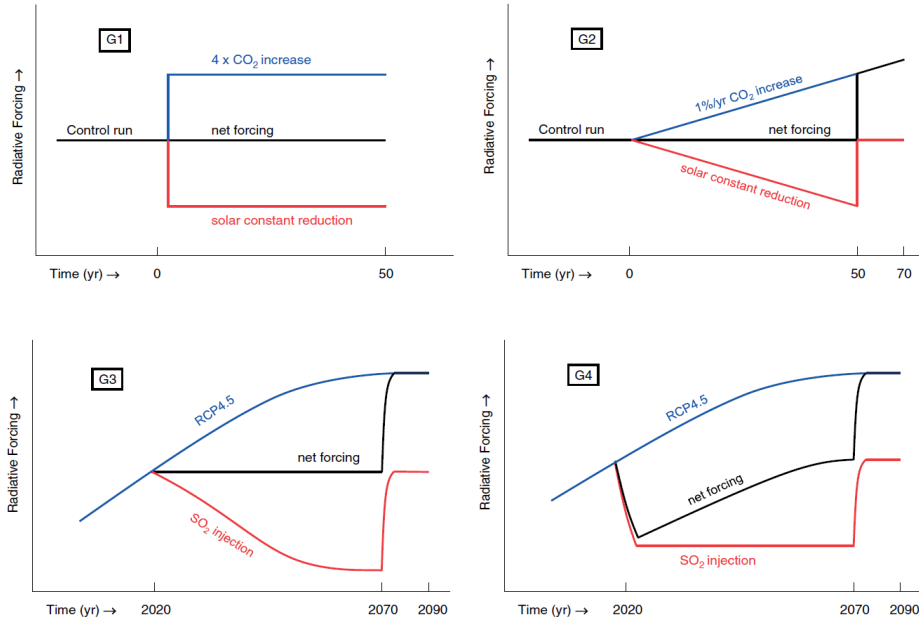 G1
4 x CO₂ increase
Radiative Forcing →
Control run
net forcing
solar constant reduction
Time (yr) →
0
50
G2
1%/yr CO₂ increase
Radiative Forcing →
Control run
net forcing
solar constant reduction
Time (yr) →
0
50
70
G3
RCP4.5
Radiative Forcing →
net forcing
SO₂ injection
Time (yr) →
2020
2070
2090
G4
RCP4.5
Radiative Forcing →
net forcing
SO₂ injection
Time (yr) →
2020
2070
2090